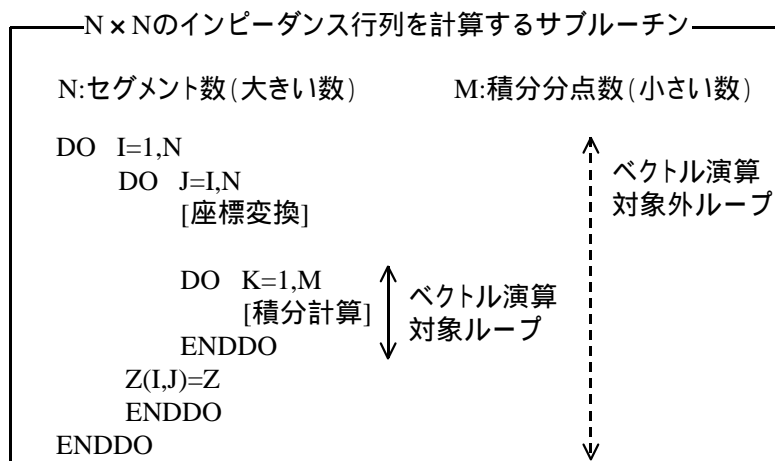 N×Nのインピーダンス行列を計算するサブルーチン
N:セグメント数(大きい数) M:積分分点数(小さい数)
DO I=1,N
DO J=I,N
[座標変換]
DO K=1,M
[積分計算]
ENDDO
Z(I,J)=Z
ENDDO
ENDDO
ベクトル演算
対象ループ
ベクトル演算
対象外ループ